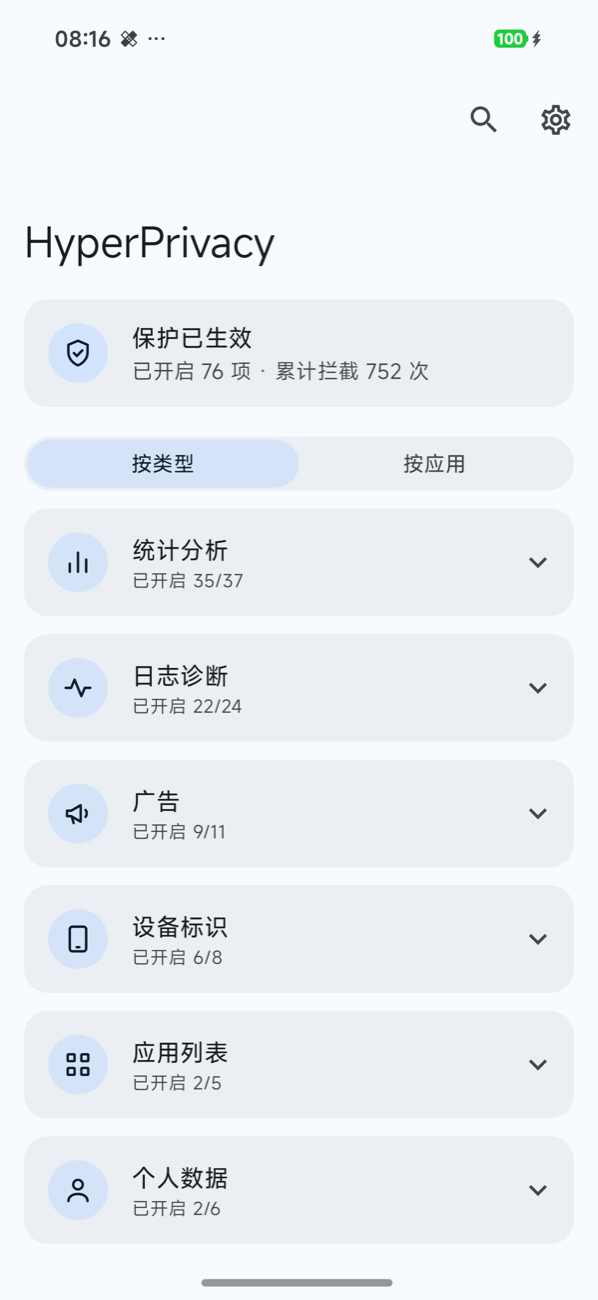 08:16 ···
100
HyperPrivacy
保护已生效
已开启 76 项 · 累计拦截 752 次
按类型 按应用
统计分析
已开启 35/37
日志诊断
已开启 22/24
广告
已开启 9/11
设备标识
已开启 6/8
应用列表
已开启 2/5
个人数据
已开启 2/6